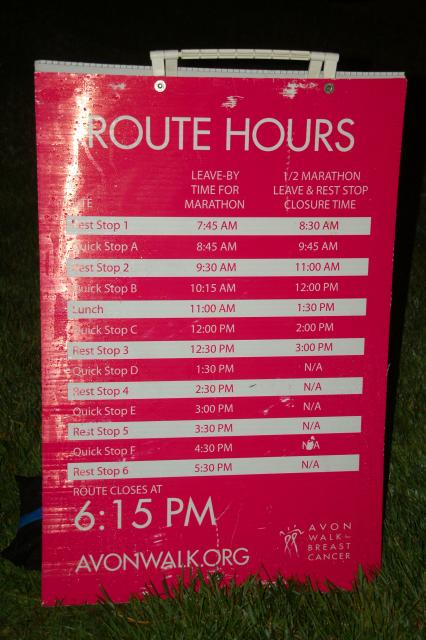 ROUTE HOURS
LEAVE-BY TIME FOR MARATHON
1/2 MARATHON LEAVE & REST STOP CLOSURE TIME
Rest Stop 1 7:45 AM 8:30 AM
Quick Stop A 8:45 AM 9:45 AM
Rest Stop 2 9:30 AM 11:00 AM
Quick Stop B 10:15 AM 12:00 PM
Lunch 11:00 AM 1:30 PM
Quick Stop C 12:00 PM 2:00 PM
Rest Stop 3 12:30 PM 3:00 PM
Quick Stop D 1:30 PM N/A
Rest Stop 4 2:30 PM N/A
Quick Stop E 3:00 PM N/A
Rest Stop 5 3:30 PM N/A
Quick Stop F 4:30 PM N/A
Rest Stop 6 5:30 PM N/A
ROUTE CLOSES AT
6:15 PM
AVONWALK.ORG
AVON
WALK
BREAST
CANCER